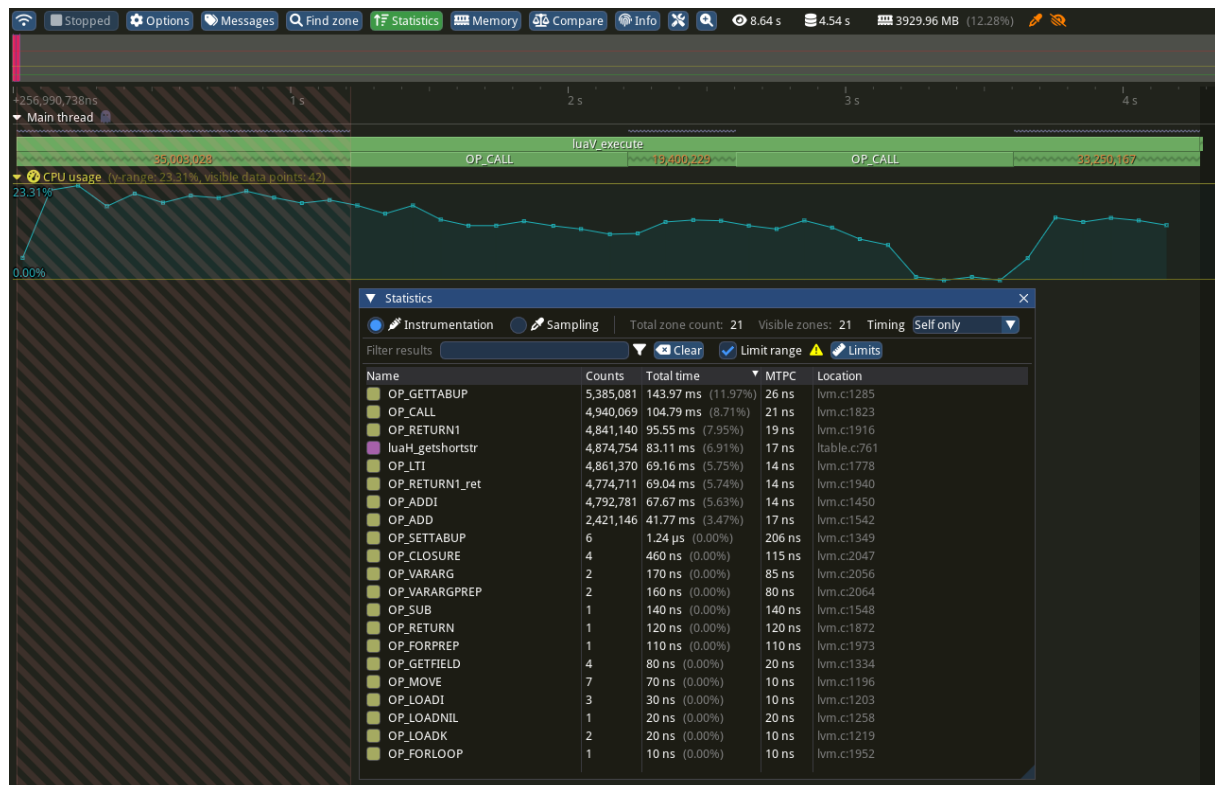 Stopped Options Messages Find zone Statistics Memory Compare Info 8.64 s 4.54 s 3929.96 MB (12.28%)
+256,990,738ns 1 s 2 s 3 s 4 s
Main thread
luaV_execute
35,003,028 OP_CALL 19,400,229 OP_CALL 33,250,167
CPU usage (y-range: 23.31%, visible data points: 42)
23.31%
0.00%
Statistics
Instrumentation Sampling Total zone count: 21 Visible zones: 21 Timing Self only
Filter results Clear Limit range Limits
Name Counts Total time MTPC Location
OP_GETTABUP 5,385,081 143.97 ms (11.97%) 26 ns lvm.c:1285
OP_CALL 4,940,069 104.79 ms (8.71%) 21 ns lvm.c:1823
OP_RETURN1 4,841,140 95.55 ms (7.95%) 19 ns lvm.c:1916
luaH_getshortstr 4,874,754 83.11 ms (6.91%) 17 ns ltable.c:761
OP_LTI 4,861,370 69.16 ms (5.75%) 14 ns lvm.c:1778
OP_RETURN1_ret 4,774,711 69.04 ms (5.74%) 14 ns lvm.c:1940
OP_ADDI 4,792,781 67.67 ms (5.63%) 14 ns lvm.c:1450
OP_ADD 2,421,146 41.77 ms (3.47%) 17 ns lvm.c:1542
OP_SETTABUP 6 1.24 μs (0.00%) 206 ns lvm.c:1349
OP_CLOSURE 4 460 ns (0.00%) 115 ns lvm.c:2047
OP_VARARG 2 170 ns (0.00%) 85 ns lvm.c:2056
OP_VARARGPREP 2 160 ns (0.00%) 80 ns lvm.c:2064
OP_SUB 1 140 ns (0.00%) 140 ns lvm.c:1548
OP_RETURN 1 120 ns (0.00%) 120 ns lvm.c:1872
OP_FORPREP 1 110 ns (0.00%) 110 ns lvm.c:1973
OP_GETFIELD 4 80 ns (0.00%) 20 ns lvm.c:1334
OP_MOVE 7 70 ns (0.00%) 10 ns lvm.c:1196
OP_LOADI 3 30 ns (0.00%) 10 ns lvm.c:1203
OP_LOADNIL 1 20 ns (0.00%) 20 ns lvm.c:1258
OP_LOADK 2 20 ns (0.00%) 10 ns lvm.c:1219
OP_FORLOOP 1 10 ns (0.00%) 10 ns lvm.c:1952